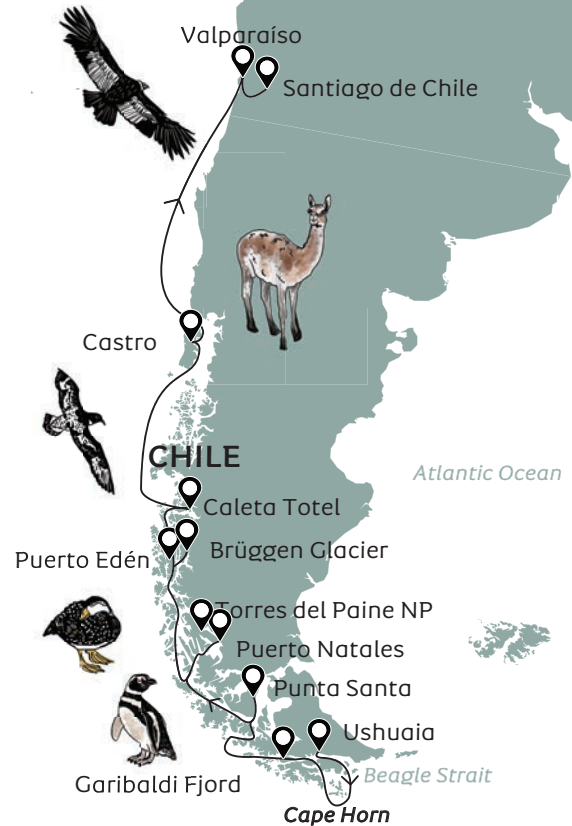 Valparaíso
Santiago de Chile
Castro
CHILE
Atlantic Ocean
Caleta Totel
Puerto Edén
Brüggen Glacier
Torres del Paine NP
Puerto Natales
Punta Santa
Ushuaia
Garibaldi Fjord
Beagle Strait
Cape Horn